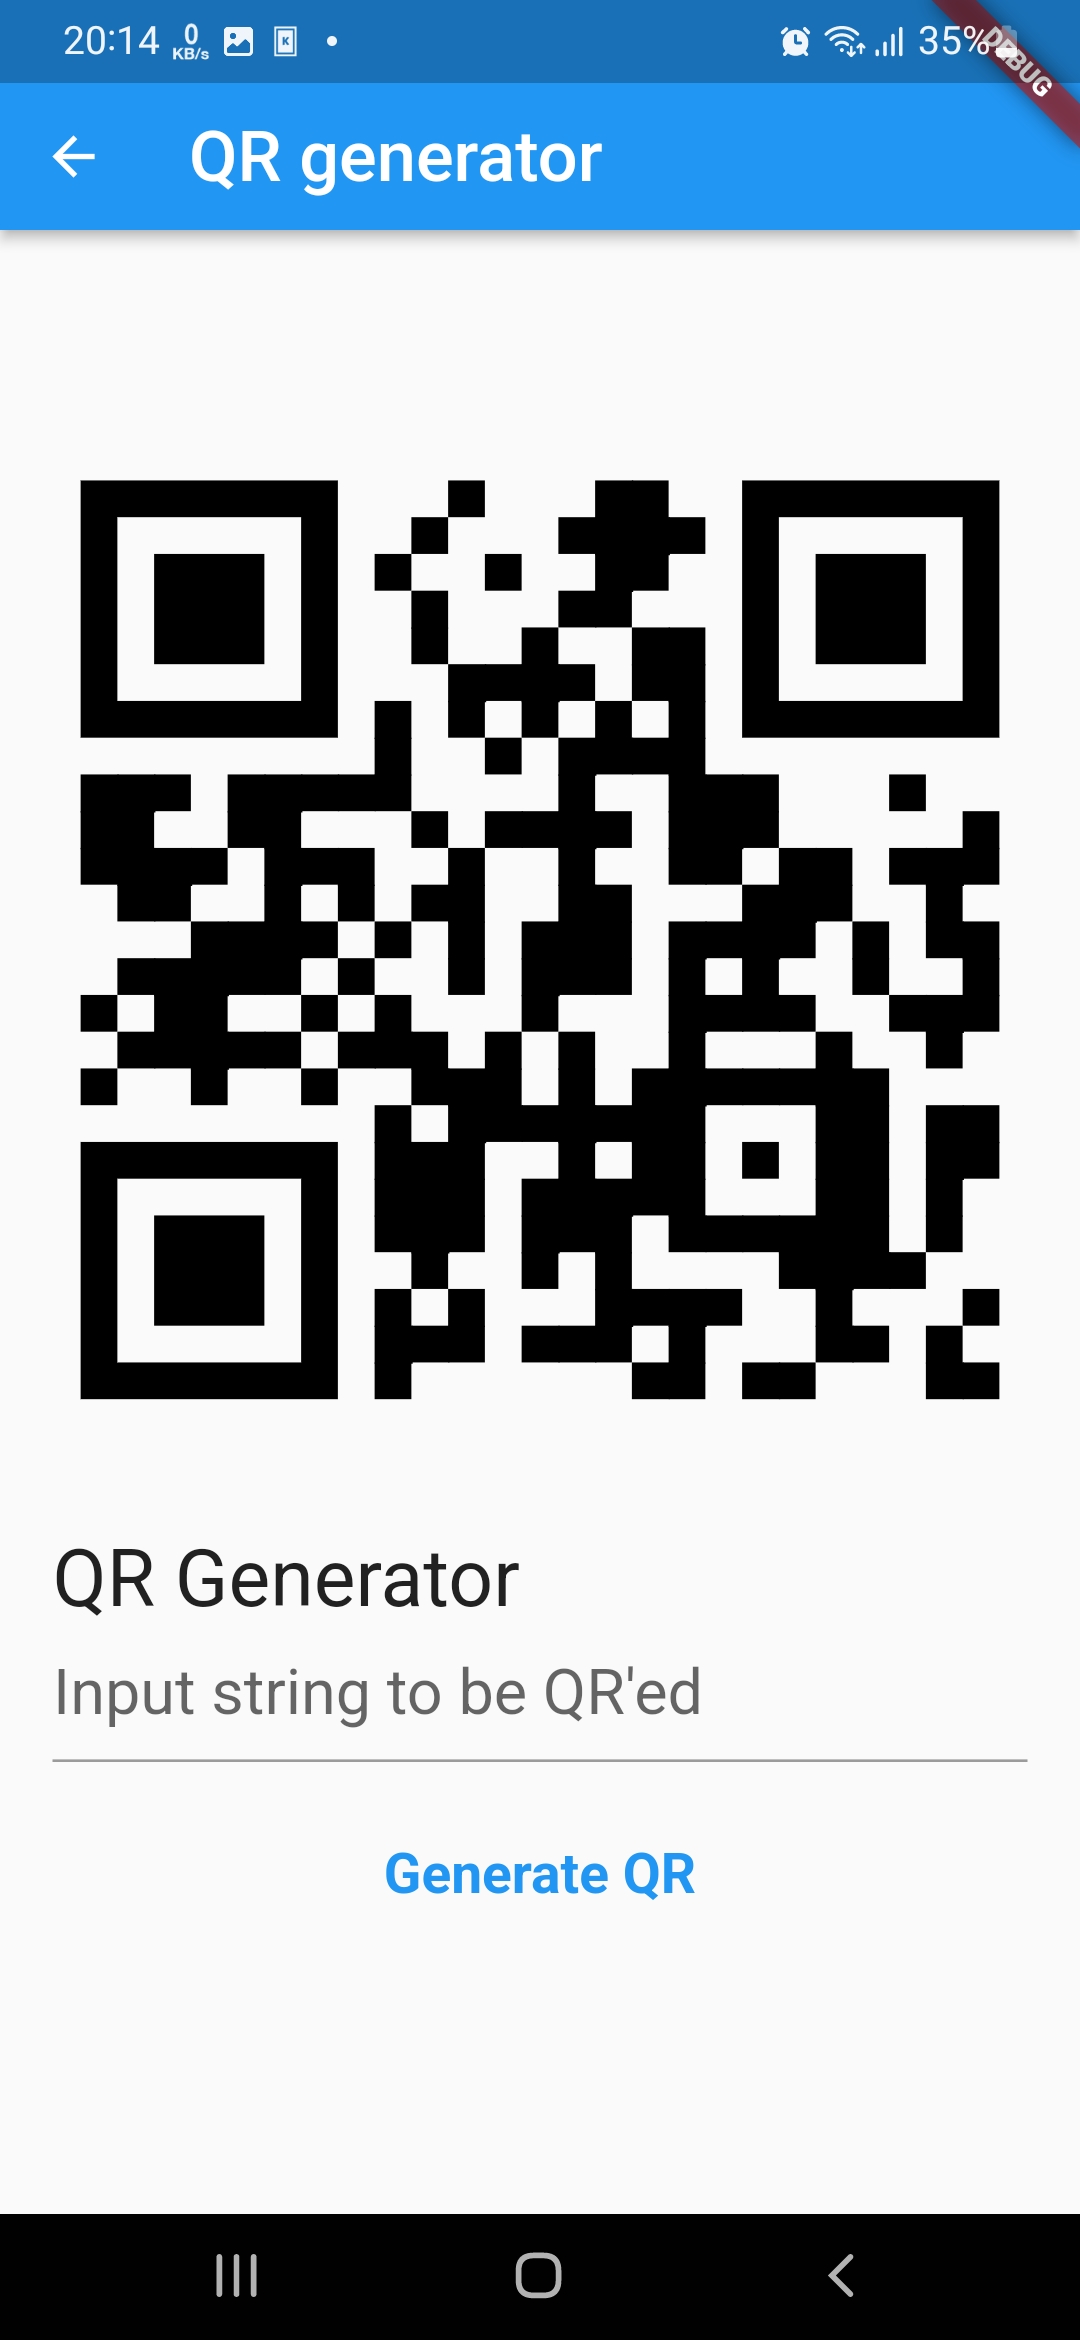 20:14 0 KB/s K 35%
DEBUG
QR generator
QR Generator
Input string to be QR'ed
Generate QR